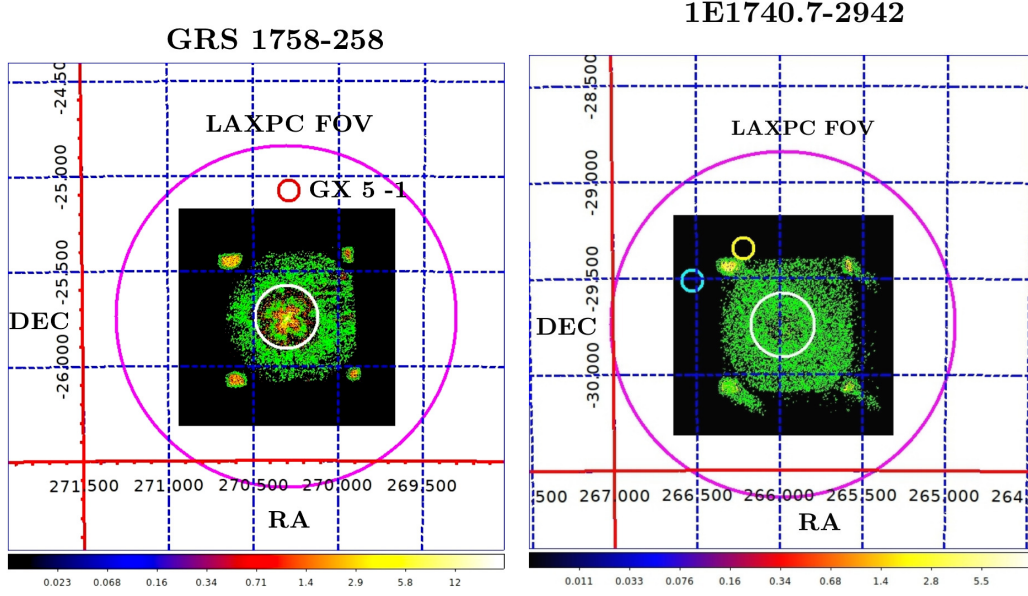 GRS 1758-258
1E1740.7-2942
LAXPC FOV
GX 5 -1
DEC
-25.000
-25.500
-26.000
271.500 271.000 270.500 270.000 269.500
RA
0.023 0.068 0.16 0.34 0.71 1.4 2.9 5.8 12
LAXPC FOV
DEC
-28.500
-29.000
-29.500
-30.000
500 267.000 266.500 266.000 265.500 265.000 264
RA
0.011 0.033 0.076 0.16 0.34 0.68 1.4 2.8 5.5